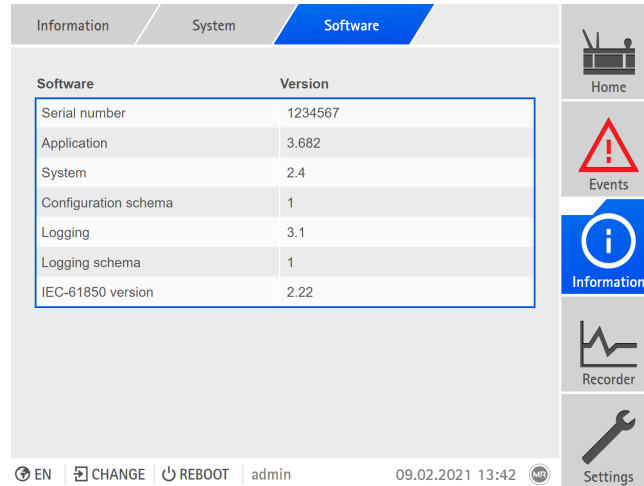 Information System Software
Software Version
Serial number 1234567
Application 3.682
System 2.4
Configuration schema 1
Logging 3.1
Logging schema 1
IEC-61850 version 2.22
Home
Events
Information
Recorder
Settings
EN CHANGE REBOOT admin 09.02.2021 13:42 MR